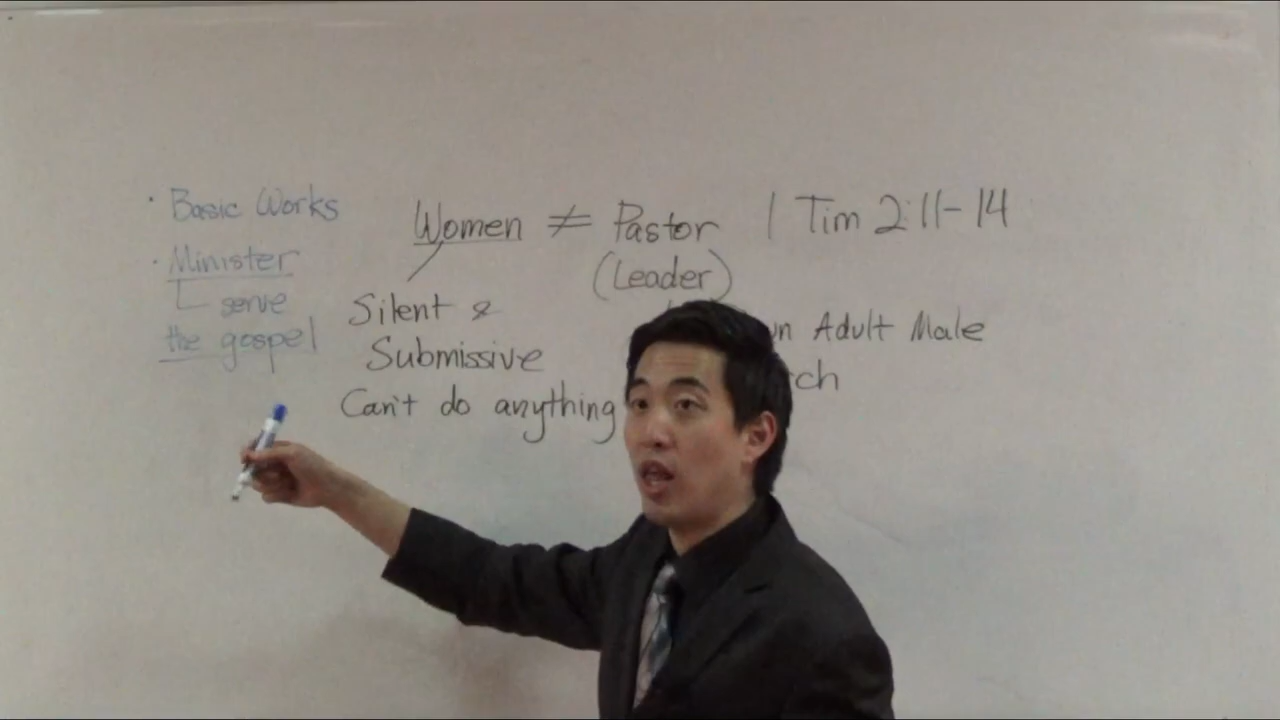 · Basic Works
· Minister
serve
the gospel
Women ≠ Pastor | Tim 2:11-14
(Leader)
Silent &
Submissive
Can't do anything
Adult Male